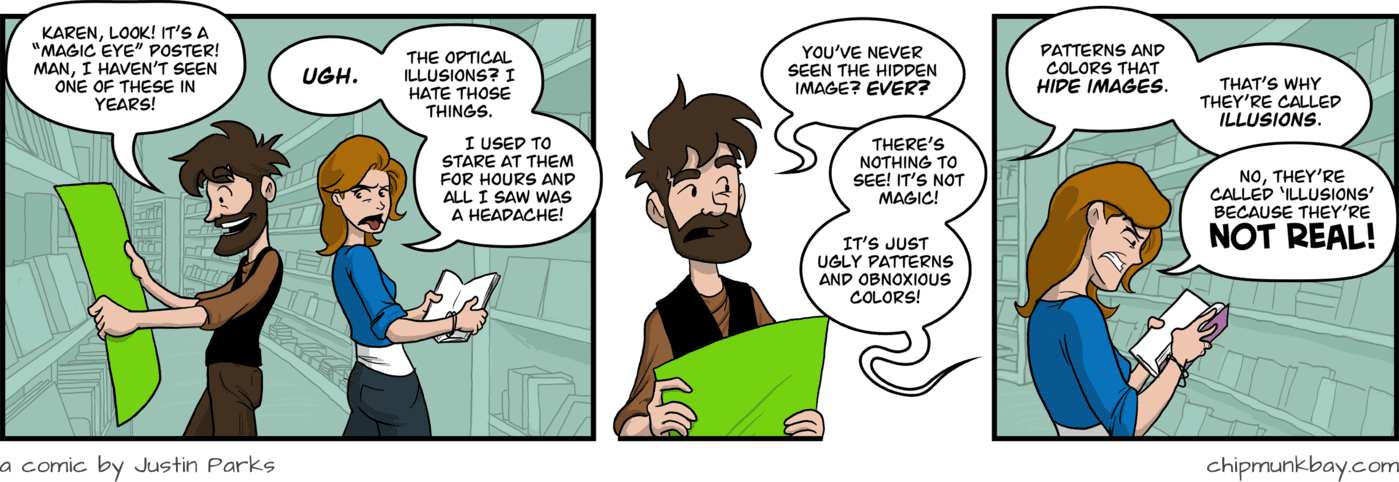 KAREN, LOOK! IT'S A
"MAGIC EYE" POSTER!
MAN, I HAVEN'T SEEN
ONE OF THESE IN
YEARS!
UGH.
THE OPTICAL
ILLUSIONS? I
HATE THOSE
THINGS.
I USED TO
STARE AT THEM
FOR HOURS AND
ALL I SAW WAS
A HEADACHE!
YOU'VE NEVER
SEEN THE HIDDEN
IMAGE? EVER?
THERE'S
NOTHING TO
SEE! IT'S NOT
MAGIC!
IT'S JUST
UGLY PATTERNS
AND OBNOXIOUS
COLORS!
PATTERNS AND
COLORS THAT
HIDE IMAGES.
THAT'S WHY
THEY'RE CALLED
ILLUSIONS.
NO, THEY'RE
CALLED 'ILLUSIONS'
BECAUSE THEY'RE
NOT REAL!
a comic by Justin Parks
chipmunkbay.com